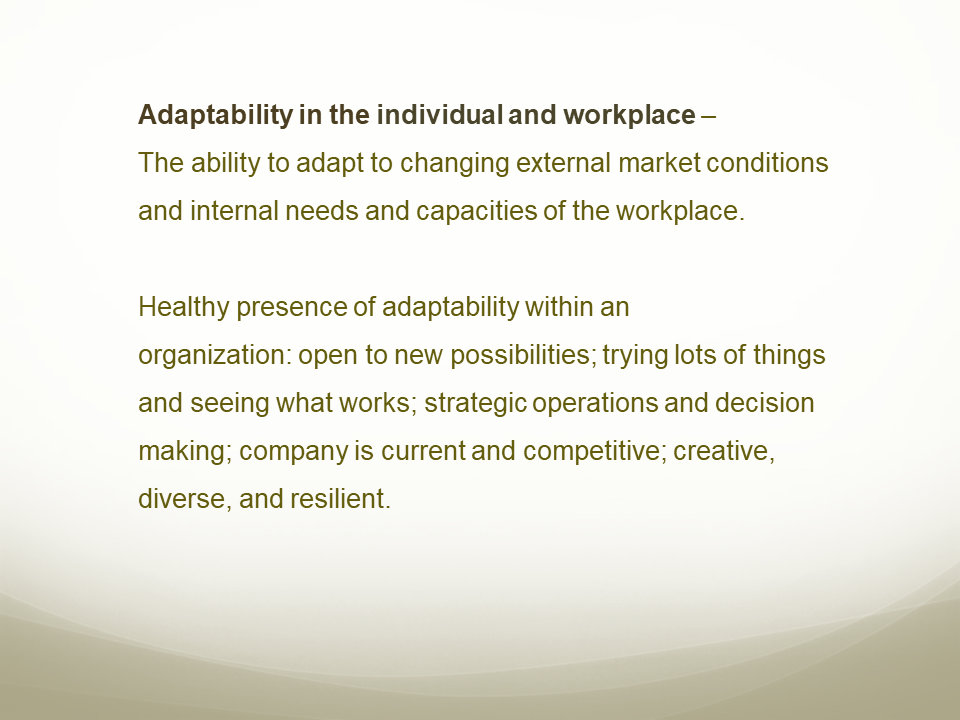 Adaptability in the individual and workplace –
The ability to adapt to changing external market conditions
and internal needs and capacities of the workplace.
Healthy presence of adaptability within an
organization: open to new possibilities; trying lots of things
and seeing what works; strategic operations and decision
making; company is current and competitive; creative,
diverse, and resilient.